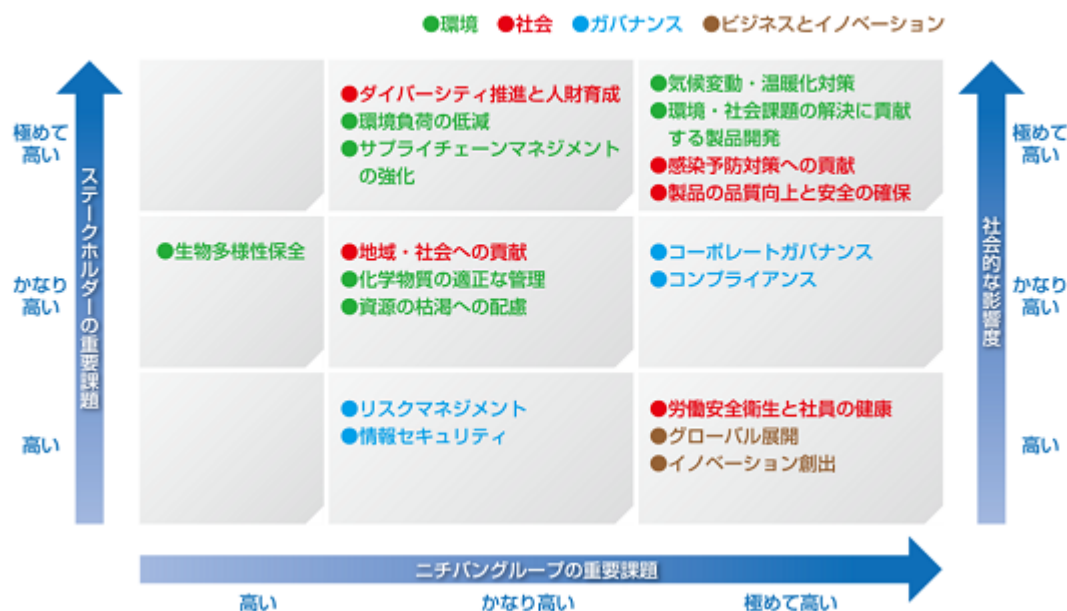 ●環境 ●社会 ●ガバナンス ●ビジネスとイノベーション
極めて
高い
かなり
高い
高い
ステークホルダーの重要課題
●ダイバーシティ推進と人財育成
●環境負荷の低減
●サプライチェーンマネジメント
の強化
●気候変動・温暖化対策
●環境・社会課題の解決に貢献
する製品開発
●感染予防対策への貢献
●製品の品質向上と安全の確保
●生物多様性保全
●地域・社会への貢献
●化学物質の適正な管理
●資源の枯渇への配慮
●コーポレートガバナンス
●コンプライアンス
●リスクマネジメント
●情報セキュリティ
●労働安全衛生と社員の健康
●グローバル展開
●イノベーション創出
社会的な影響度
極めて
高い
かなり
高い
高い
ニチバングループの重要課題
高い かなり高い 極めて高い